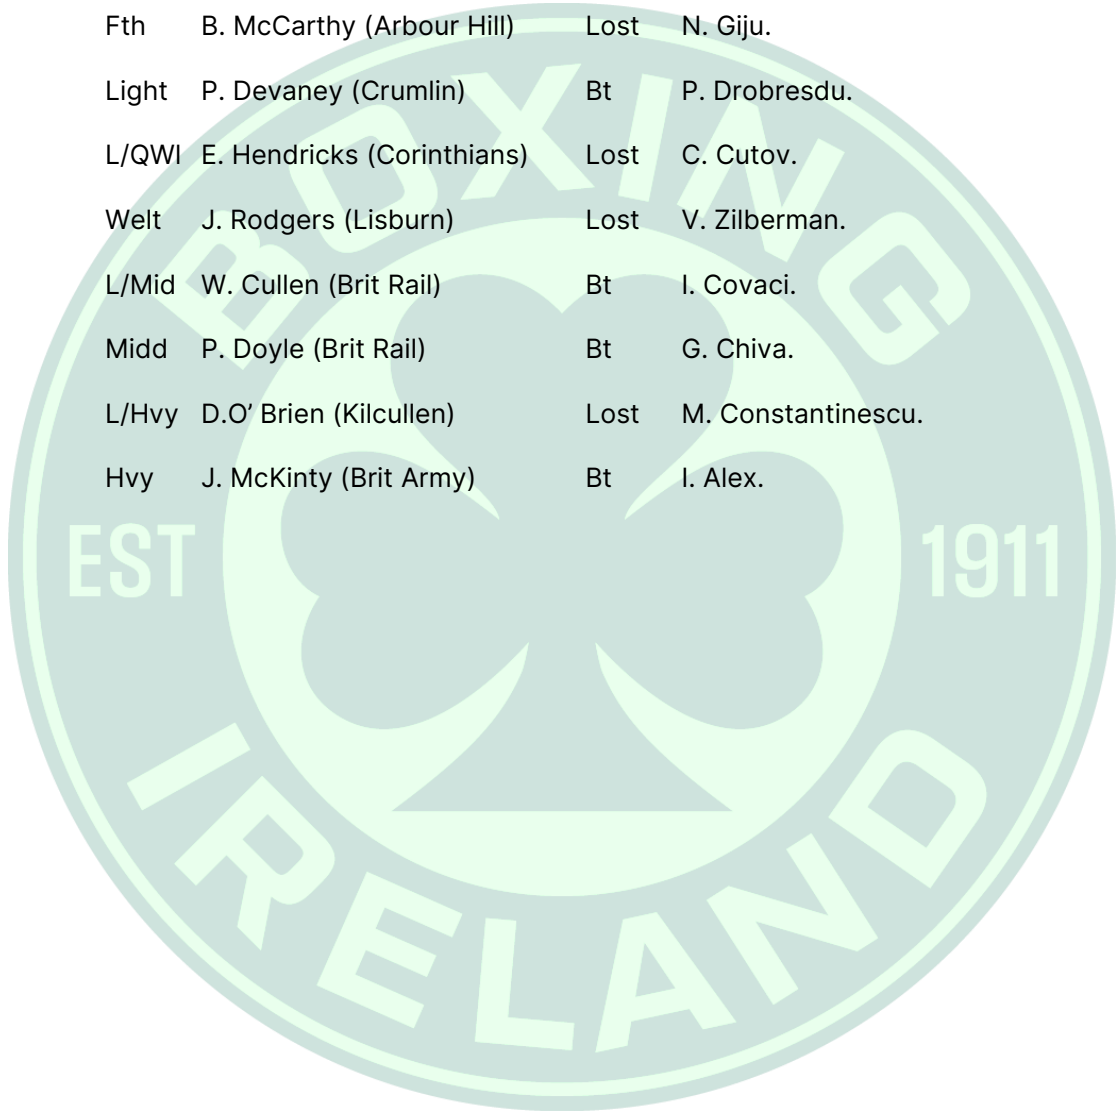 Fth B. McCarthy (Arbour Hill) Lost N. Giju.
Light P. Devaney (Crumlin) Bt P. Drobresdu.
L/QWl E. Hendricks (Corinthians) Lost C. Cutov.
Welt J. Rodgers (Lisburn) Lost V. Zilberman.
L/Mid W. Cullen (Brit Rail) Bt I. Covaci.
Midd P. Doyle (Brit Rail) Bt G. Chiva.
L/Hvy D.O’ Brien (Kilcullen) Lost M. Constantinescu.
Hvy J. McKinty (Brit Army) Bt I. Alex.
BOXING
EST 1911
IRELAND